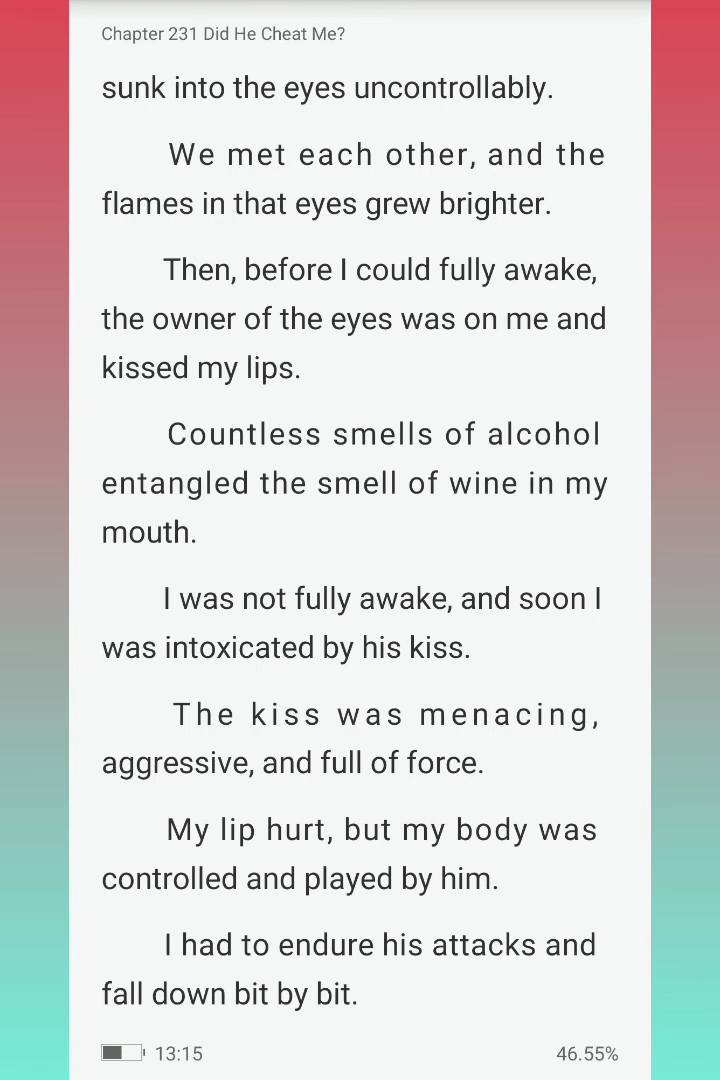 Chapter 231 Did He Cheat Me?
sunk into the eyes uncontrollably.
We met each other, and the
flames in that eyes grew brighter.
Then, before I could fully awake,
the owner of the eyes was on me and
kissed my lips.
Countless smells of alcohol
entangled the smell of wine in my
mouth.
I was not fully awake, and soon I
was intoxicated by his kiss.
The kiss was menacing,
aggressive, and full of force.
My lip hurt, but my body was
controlled and played by him.
I had to endure his attacks and
fall down bit by bit.
13:15 46.55%